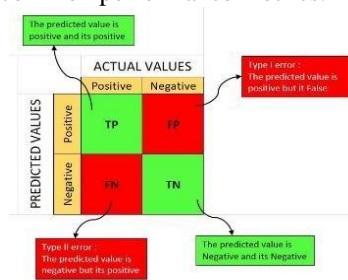 The predicted value is
positive and its positive
ACTUAL VALUES
Positive Negative
Type I error :
The predicted value is
positive but it False
PREDICTED VALUES
Positive
TP
FP
Negative
FN
TN
Type II error :
The predicted value is
negative but its positive
The predicted value is
Negative and its Negative